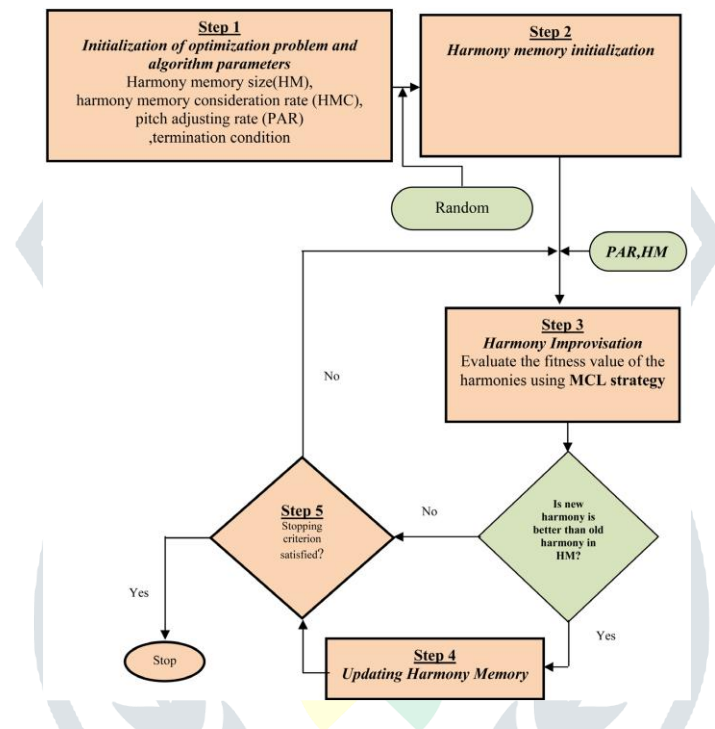 Step 1
Initialization of optimization problem and
algorithm parameters
Harmony memory size(HM),
harmony memory consideration rate (HMC),
pitch adjusting rate (PAR)
,termination condition
Step 2
Harmony memory initialization
Random
PAR,HM
Step 3
Harmony Improvisation
Evaluate the fitness value of the
harmonies using MCL strategy
No
Is new
harmony is
better than old
harmony in
HM?
No
Step 5
Stopping
criterion
satisfied?
Yes
Stop
Yes
Step 4
Updating Harmony Memory